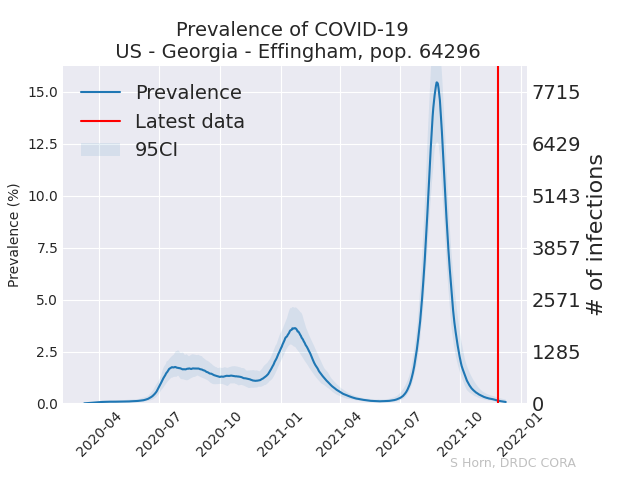 Prevalence of COVID-19
US - Georgia - Effingham, pop. 64296
Prevalence
Latest data
95CI
Prevalence (%)
15.0
12.5
10.0
7.5
5.0
2.5
0.0
7715
6429
5143
3857
2571
1285
0
# of infections
2020-04
2020-07
2020-10
2021-01
2021-04
2021-07
2021-10
2022-01
S Horn, DRDC CORA